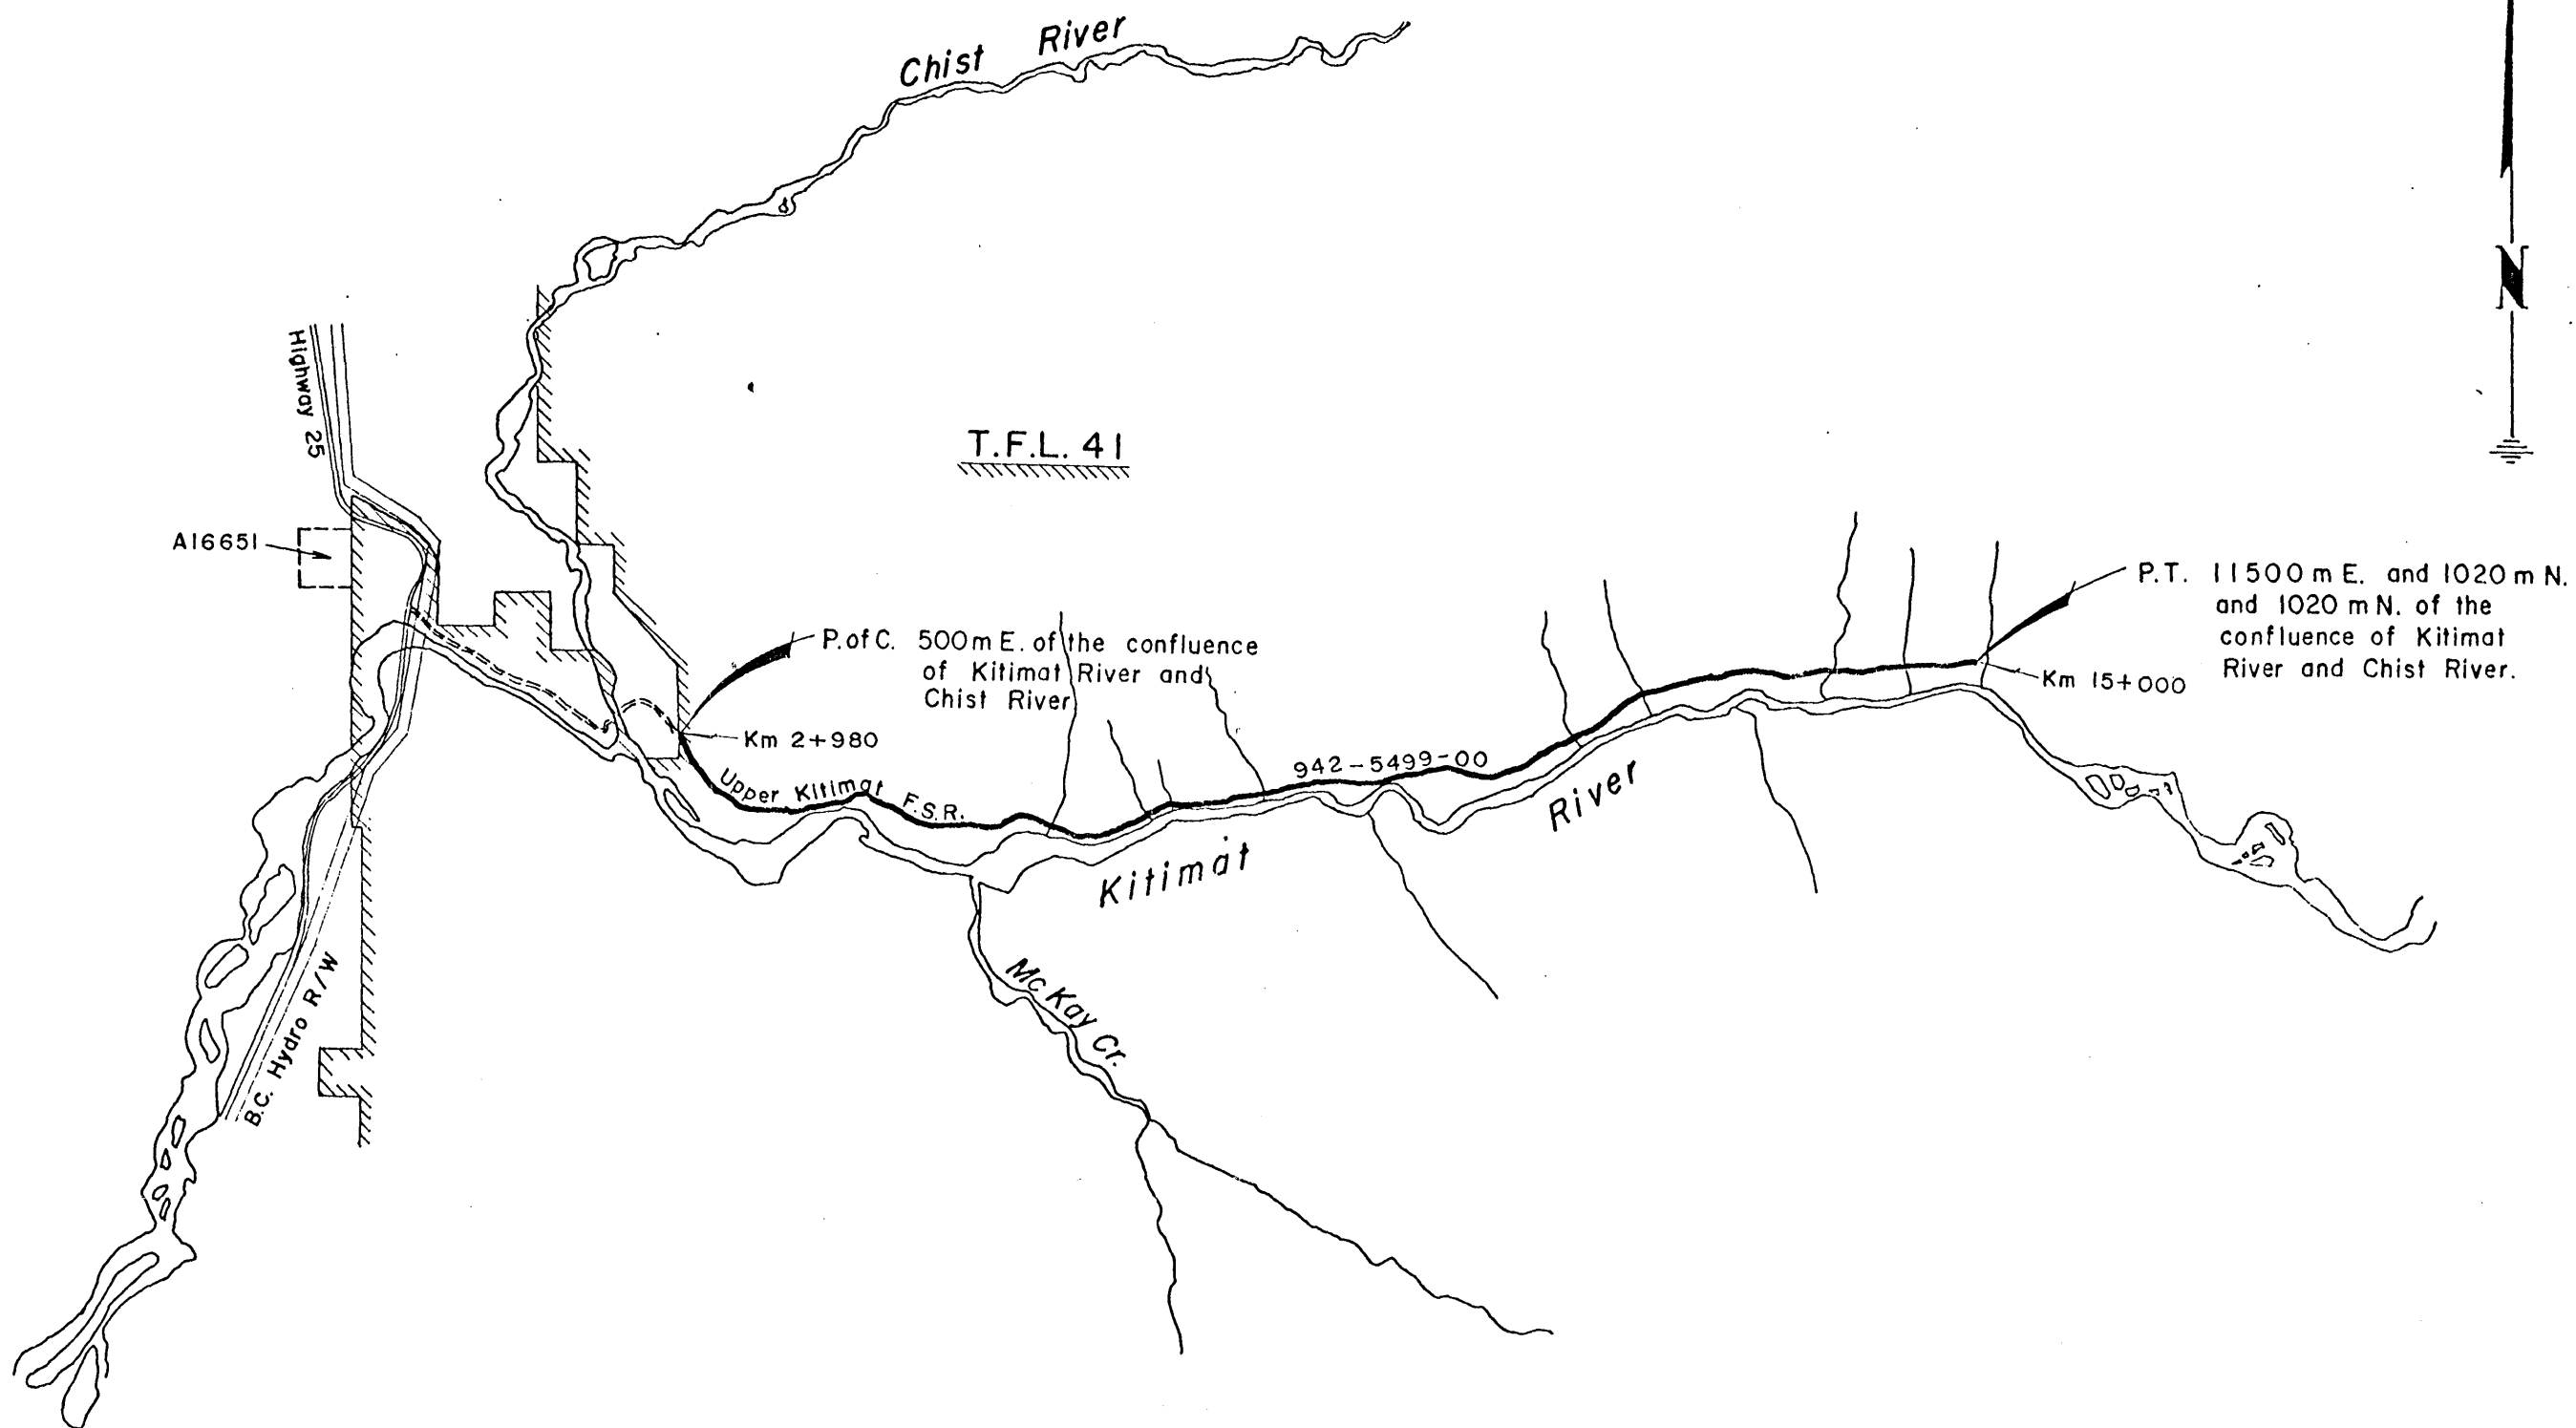 Chist River
N
Highway 25
T.F.L. 41
A16651
P.T. 11500 m E. and 1020 m N.
and 1020 m N. of the
confluence of Kitimat
River and Chist River.
P. of C. 500 m E. of the confluence
of Kitimat River and
Chist River
Km 15+000
Km 2+980
942-5499-00
Upper Kitimat F.S.R.
Kitimat River
McKay Cr.
B.C. Hydro R/W